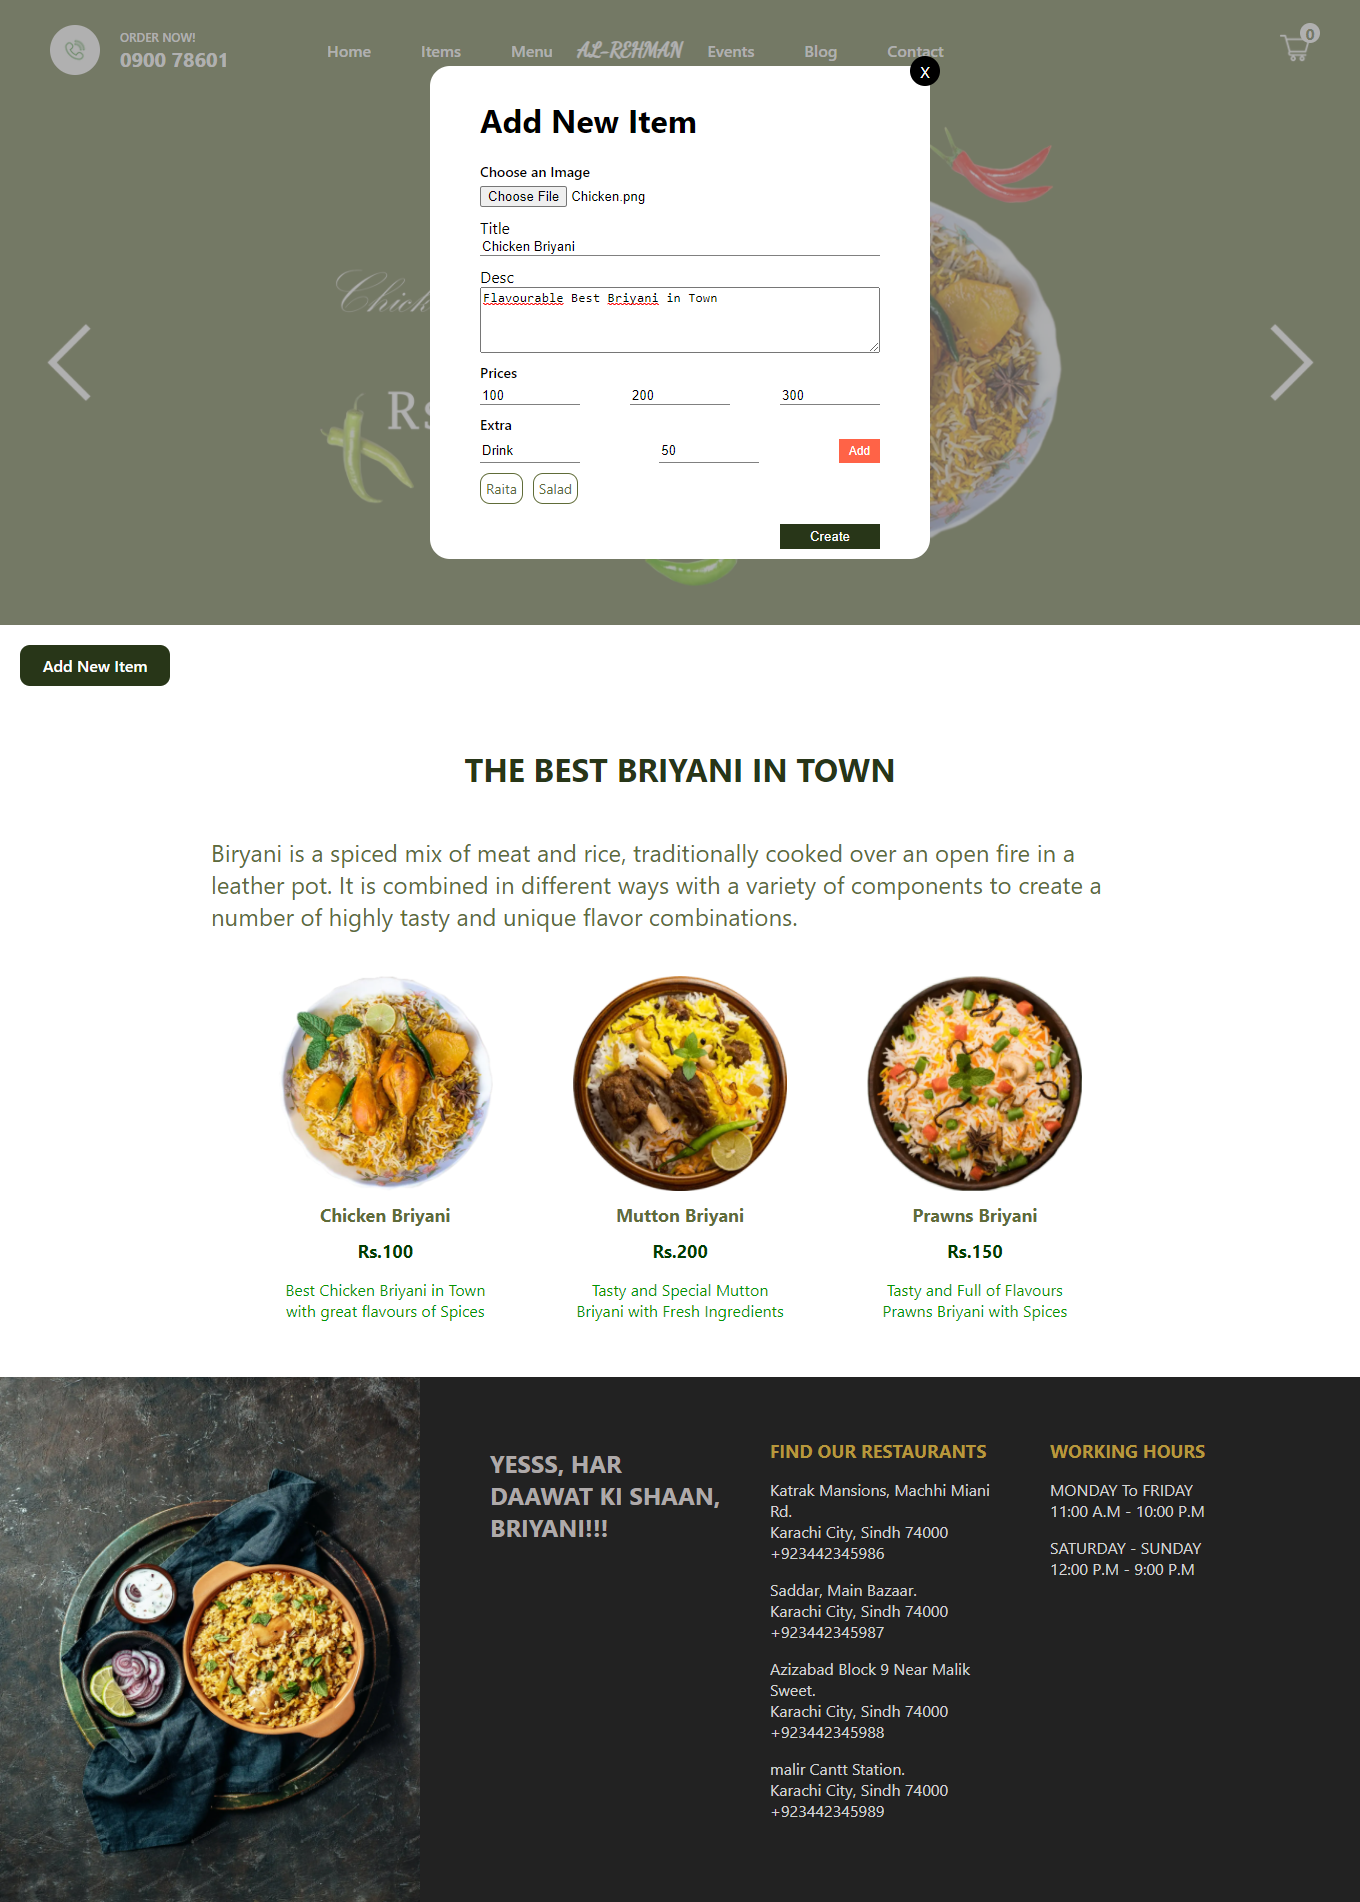 ORDER NOW!
0900 78601
Home Items Menu AL-REHMAN Events Blog Contact
0
X
Add New Item
Choose an Image
Choose File Chicken.png
Title
Chicken Briyani
Desc
Flavourable Best Briyani in Town
Prices
100 200 300
Extra
Drink 50 Add
Raita Salad
Create
Chick
Rs
Add New Item
THE BEST BRIYANI IN TOWN
Biryani is a spiced mix of meat and rice, traditionally cooked over an open fire in a
leather pot. It is combined in different ways with a variety of components to create a
number of highly tasty and unique flavor combinations.
Chicken Briyani
Rs.100
Best Chicken Briyani in Town
with great flavours of Spices
Mutton Briyani
Rs.200
Tasty and Special Mutton
Briyani with Fresh Ingredients
Prawns Briyani
Rs.150
Tasty and Full of Flavours
Prawns Briyani with Spices
YESSS, HAR
DAAWAT KI SHAAN,
BRIYANI!!!
FIND OUR RESTAURANTS
Katrak Mansions, Machhi Miani
Rd.
Karachi City, Sindh 74000
+923442345986
Saddar, Main Bazaar.
Karachi City, Sindh 74000
+923442345987
Azizabad Block 9 Near Malik
Sweet.
Karachi City, Sindh 74000
+923442345988
malir Cantt Station.
Karachi City, Sindh 74000
+923442345989
WORKING HOURS
MONDAY To FRIDAY
11:00 A.M - 10:00 P.M
SATURDAY - SUNDAY
12:00 P.M - 9:00 P.M